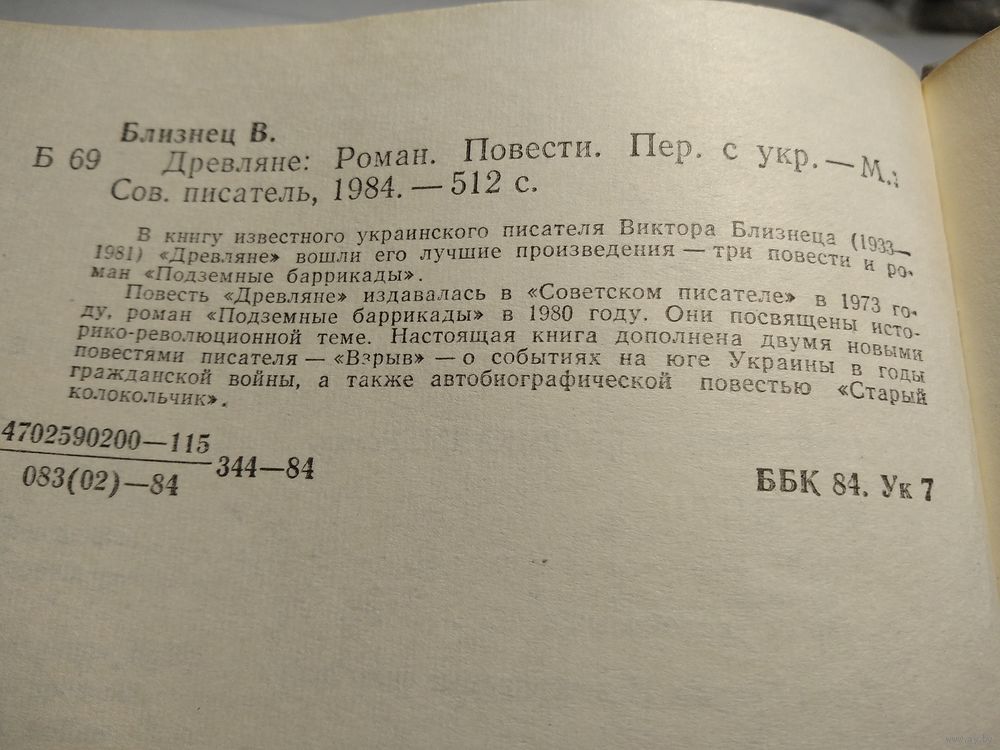 Близнец В.
Б 69 Древляне: Роман. Повести. Пер. с укр. — М.:
Сов. писатель, 1984. — 512 с.
В книгу известного украинского писателя Виктора Близнеца (1933—
1981) «Древляне» вошли его лучшие произведения — три повести и ро-
ман «Подземные баррикады».
Повесть «Древляне» издавалась в «Советском писателе» в 1973 го-
ду, роман «Подземные баррикады» в 1980 году. Они посвящены исто-
рико-революционной теме. Настоящая книга дополнена двумя новыми
повестями писателя — «Взрыв» — о событиях на юге Украины в годы
гражданской войны, а также автобиографической повестью «Старый
колокольчик».
4702590200—115
083(02)—84
344—84
ББК 84. Ук 7